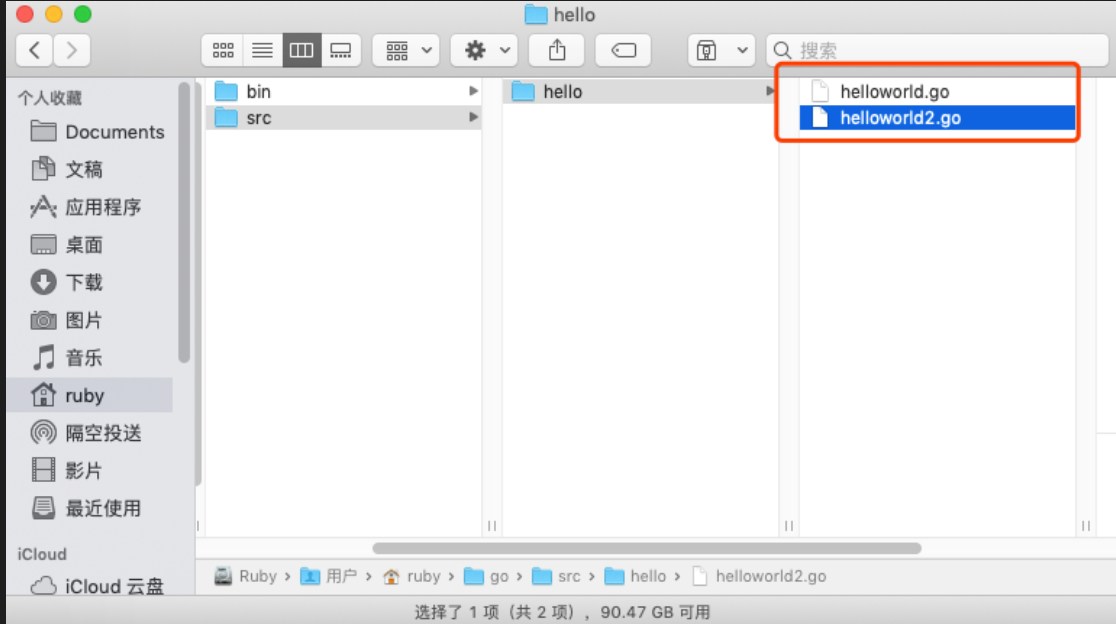 hello
搜索
个人收藏
Documents
文稿
应用程序
桌面
下载
图片
音乐
ruby
隔空投送
影片
最近使用
iCloud
iCloud 云盘
bin
src
hello
helloworld.go
helloworld2.go
Ruby › 用户 › ruby › go › src › hello › helloworld2.go
选择了 1 项（共 2 项）, 90.47 GB 可用